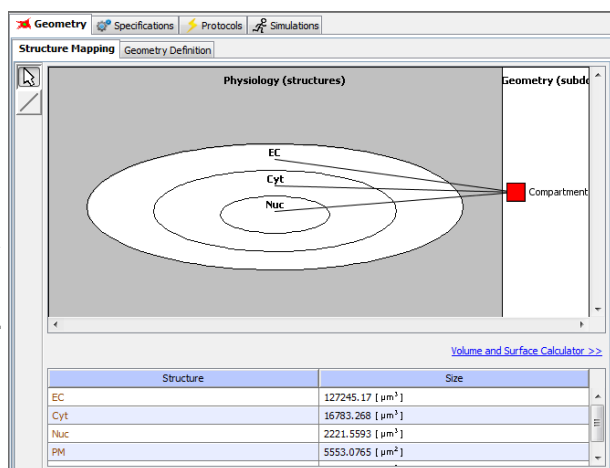 Geometry Specifications Protocols Simulations
Structure Mapping Geometry Definition
Physiology (structures) Geometry (subdo
EC
Cyt
Nuc
Compartment
Volume and Surface Calculator >>
Structure Size
EC 127245.17 [ μm³ ]
Cyt 16783.268 [ μm³ ]
Nuc 2221.5593 [ μm³ ]
PM 5553.0765 [ μm² ]